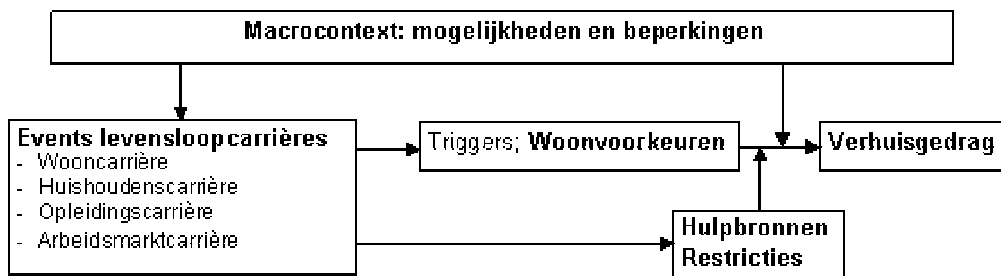 Macrocontext: mogelijkheden en beperkingen
Events levensloopcarrières
- Wooncarrière
- Huishoudenscarrière
- Opleidingscarrière
- Arbeidsmarktcarrière
Triggers; Woonvoorkeuren
Verhuisgedrag
Hulpbronnen
Restricties